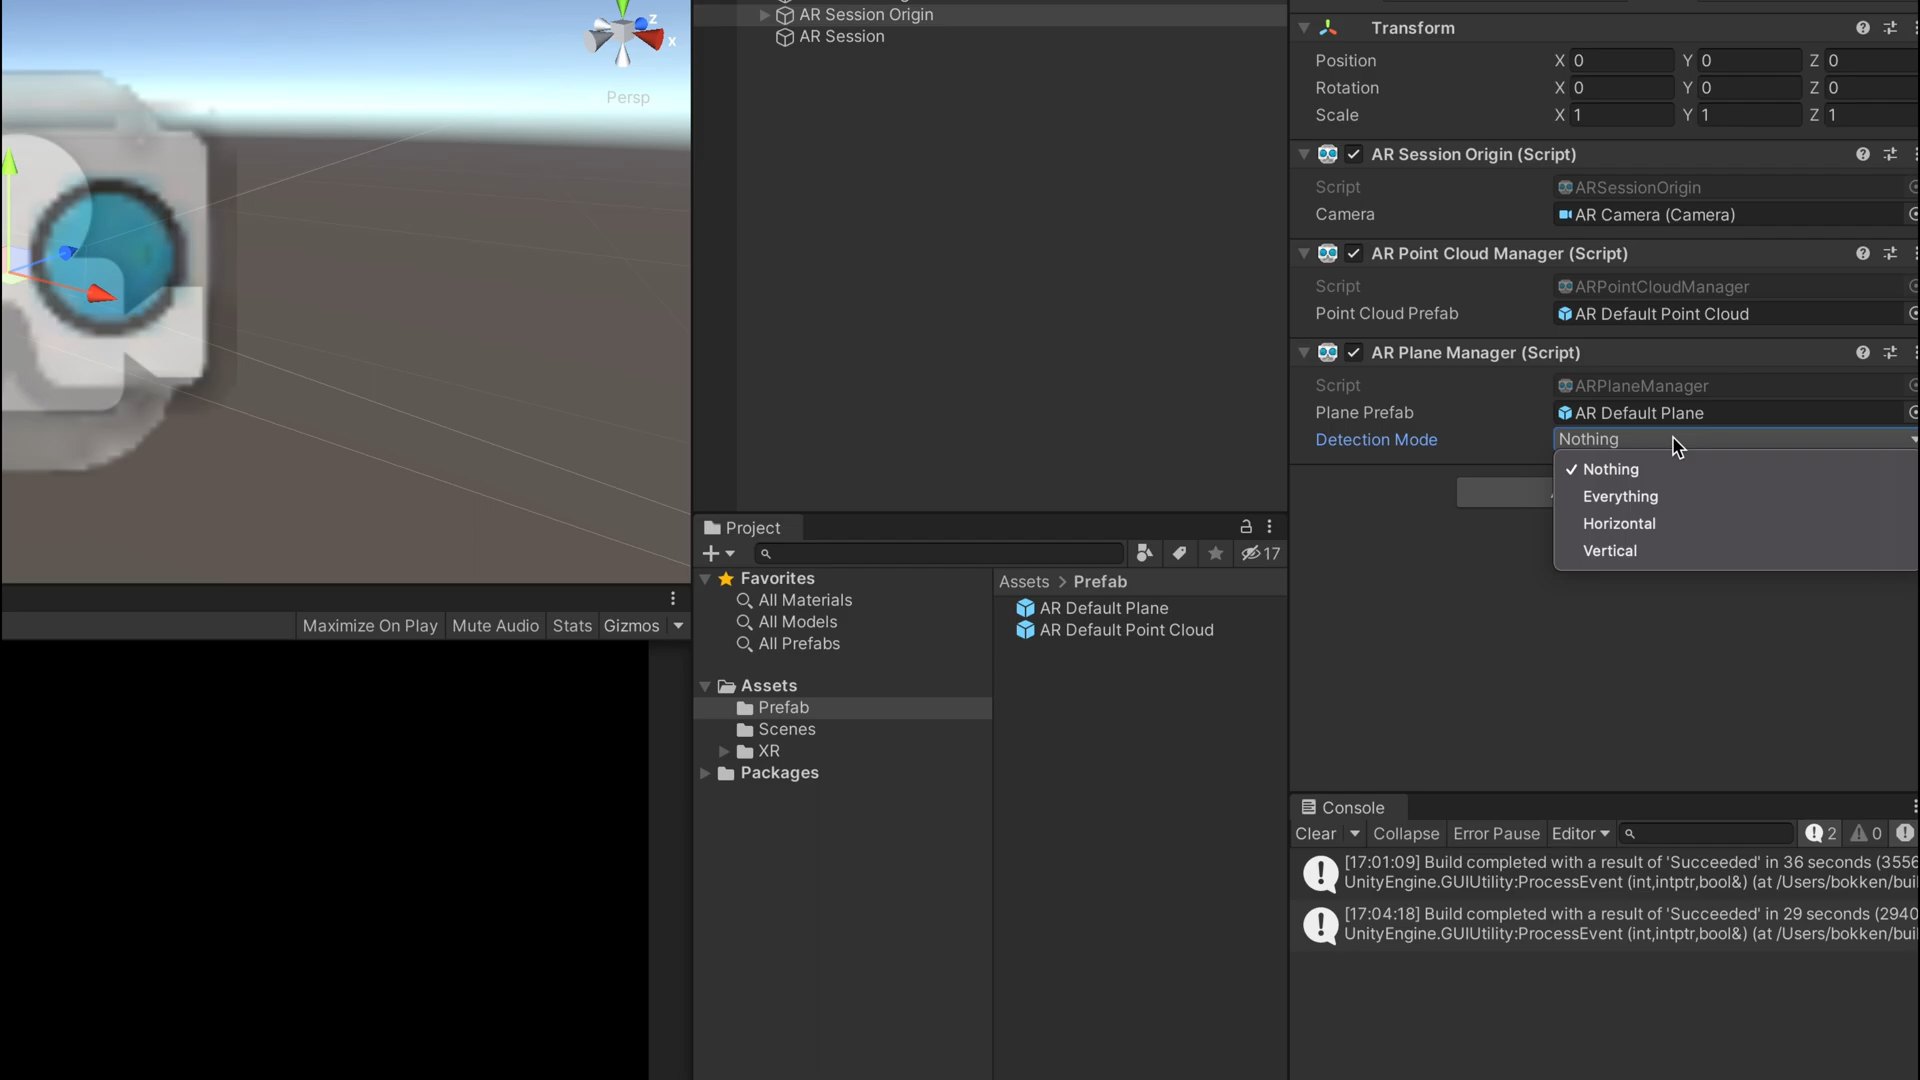 z
x
Persp
AR Session Origin
AR Session
Maximize On Play Mute Audio Stats Gizmos
Project
17
Favorites
All Materials
All Models
All Prefabs
Assets
Prefab
Scenes
XR
Packages
Assets > Prefab
AR Default Plane
AR Default Point Cloud
Transform
Position X 0 Y 0 Z 0
Rotation X 0 Y 0 Z 0
Scale X 1 Y 1 Z 1
AR Session Origin (Script)
Script ARSessionOrigin
Camera AR Camera (Camera)
AR Point Cloud Manager (Script)
Script ARPointCloudManager
Point Cloud Prefab AR Default Point Cloud
AR Plane Manager (Script)
Script ARPlaneManager
Plane Prefab AR Default Plane
Detection Mode Nothing
Nothing
Everything
Horizontal
Vertical
Console
Clear Collapse Error Pause Editor 2 0
[17:01:09] Build completed with a result of 'Succeeded' in 36 seconds (3556
UnityEngine.GUIUtility:ProcessEvent (int,intptr,bool&) (at /Users/bokken/bui
[17:04:18] Build completed with a result of 'Succeeded' in 29 seconds (2940
UnityEngine.GUIUtility:ProcessEvent (int,intptr,bool&) (at /Users/bokken/bui